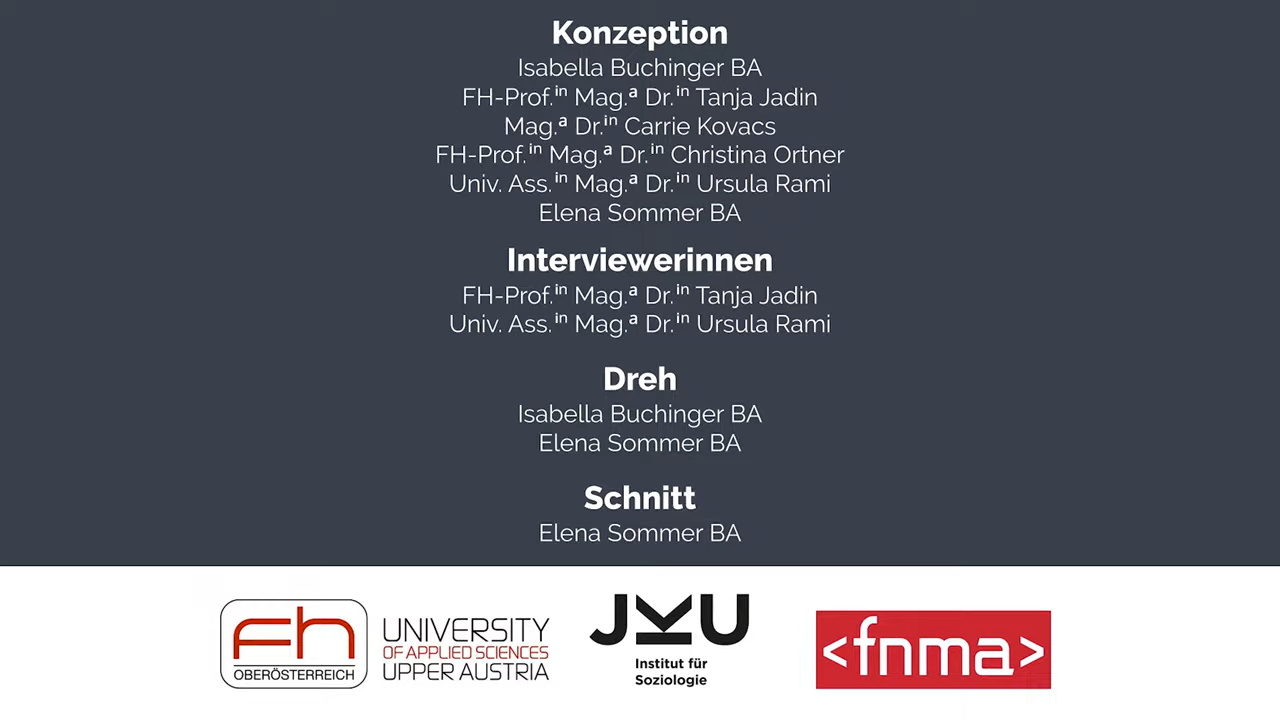 Konzeption
Isabella Buchinger BA
FH-Prof.ⁱⁿ Mag.ª Dr.ⁱⁿ Tanja Jadin
Mag.ª Dr.ⁱⁿ Carrie Kovacs
FH-Prof.ⁱⁿ Mag.ª Dr.ⁱⁿ Christina Ortner
Univ. Ass.ⁱⁿ Mag.ª Dr.ⁱⁿ Ursula Rami
Elena Sommer BA
Interviewerinnen
FH-Prof.ⁱⁿ Mag.ª Dr.ⁱⁿ Tanja Jadin
Univ. Ass.ⁱⁿ Mag.ª Dr.ⁱⁿ Ursula Rami
Dreh
Isabella Buchinger BA
Elena Sommer BA
Schnitt
Elena Sommer BA
fh
OBERÖSTERREICH
UNIVERSITY
OF APPLIED SCIENCES
UPPER AUSTRIA
JKU
Institut für
Soziologie
<fnma>